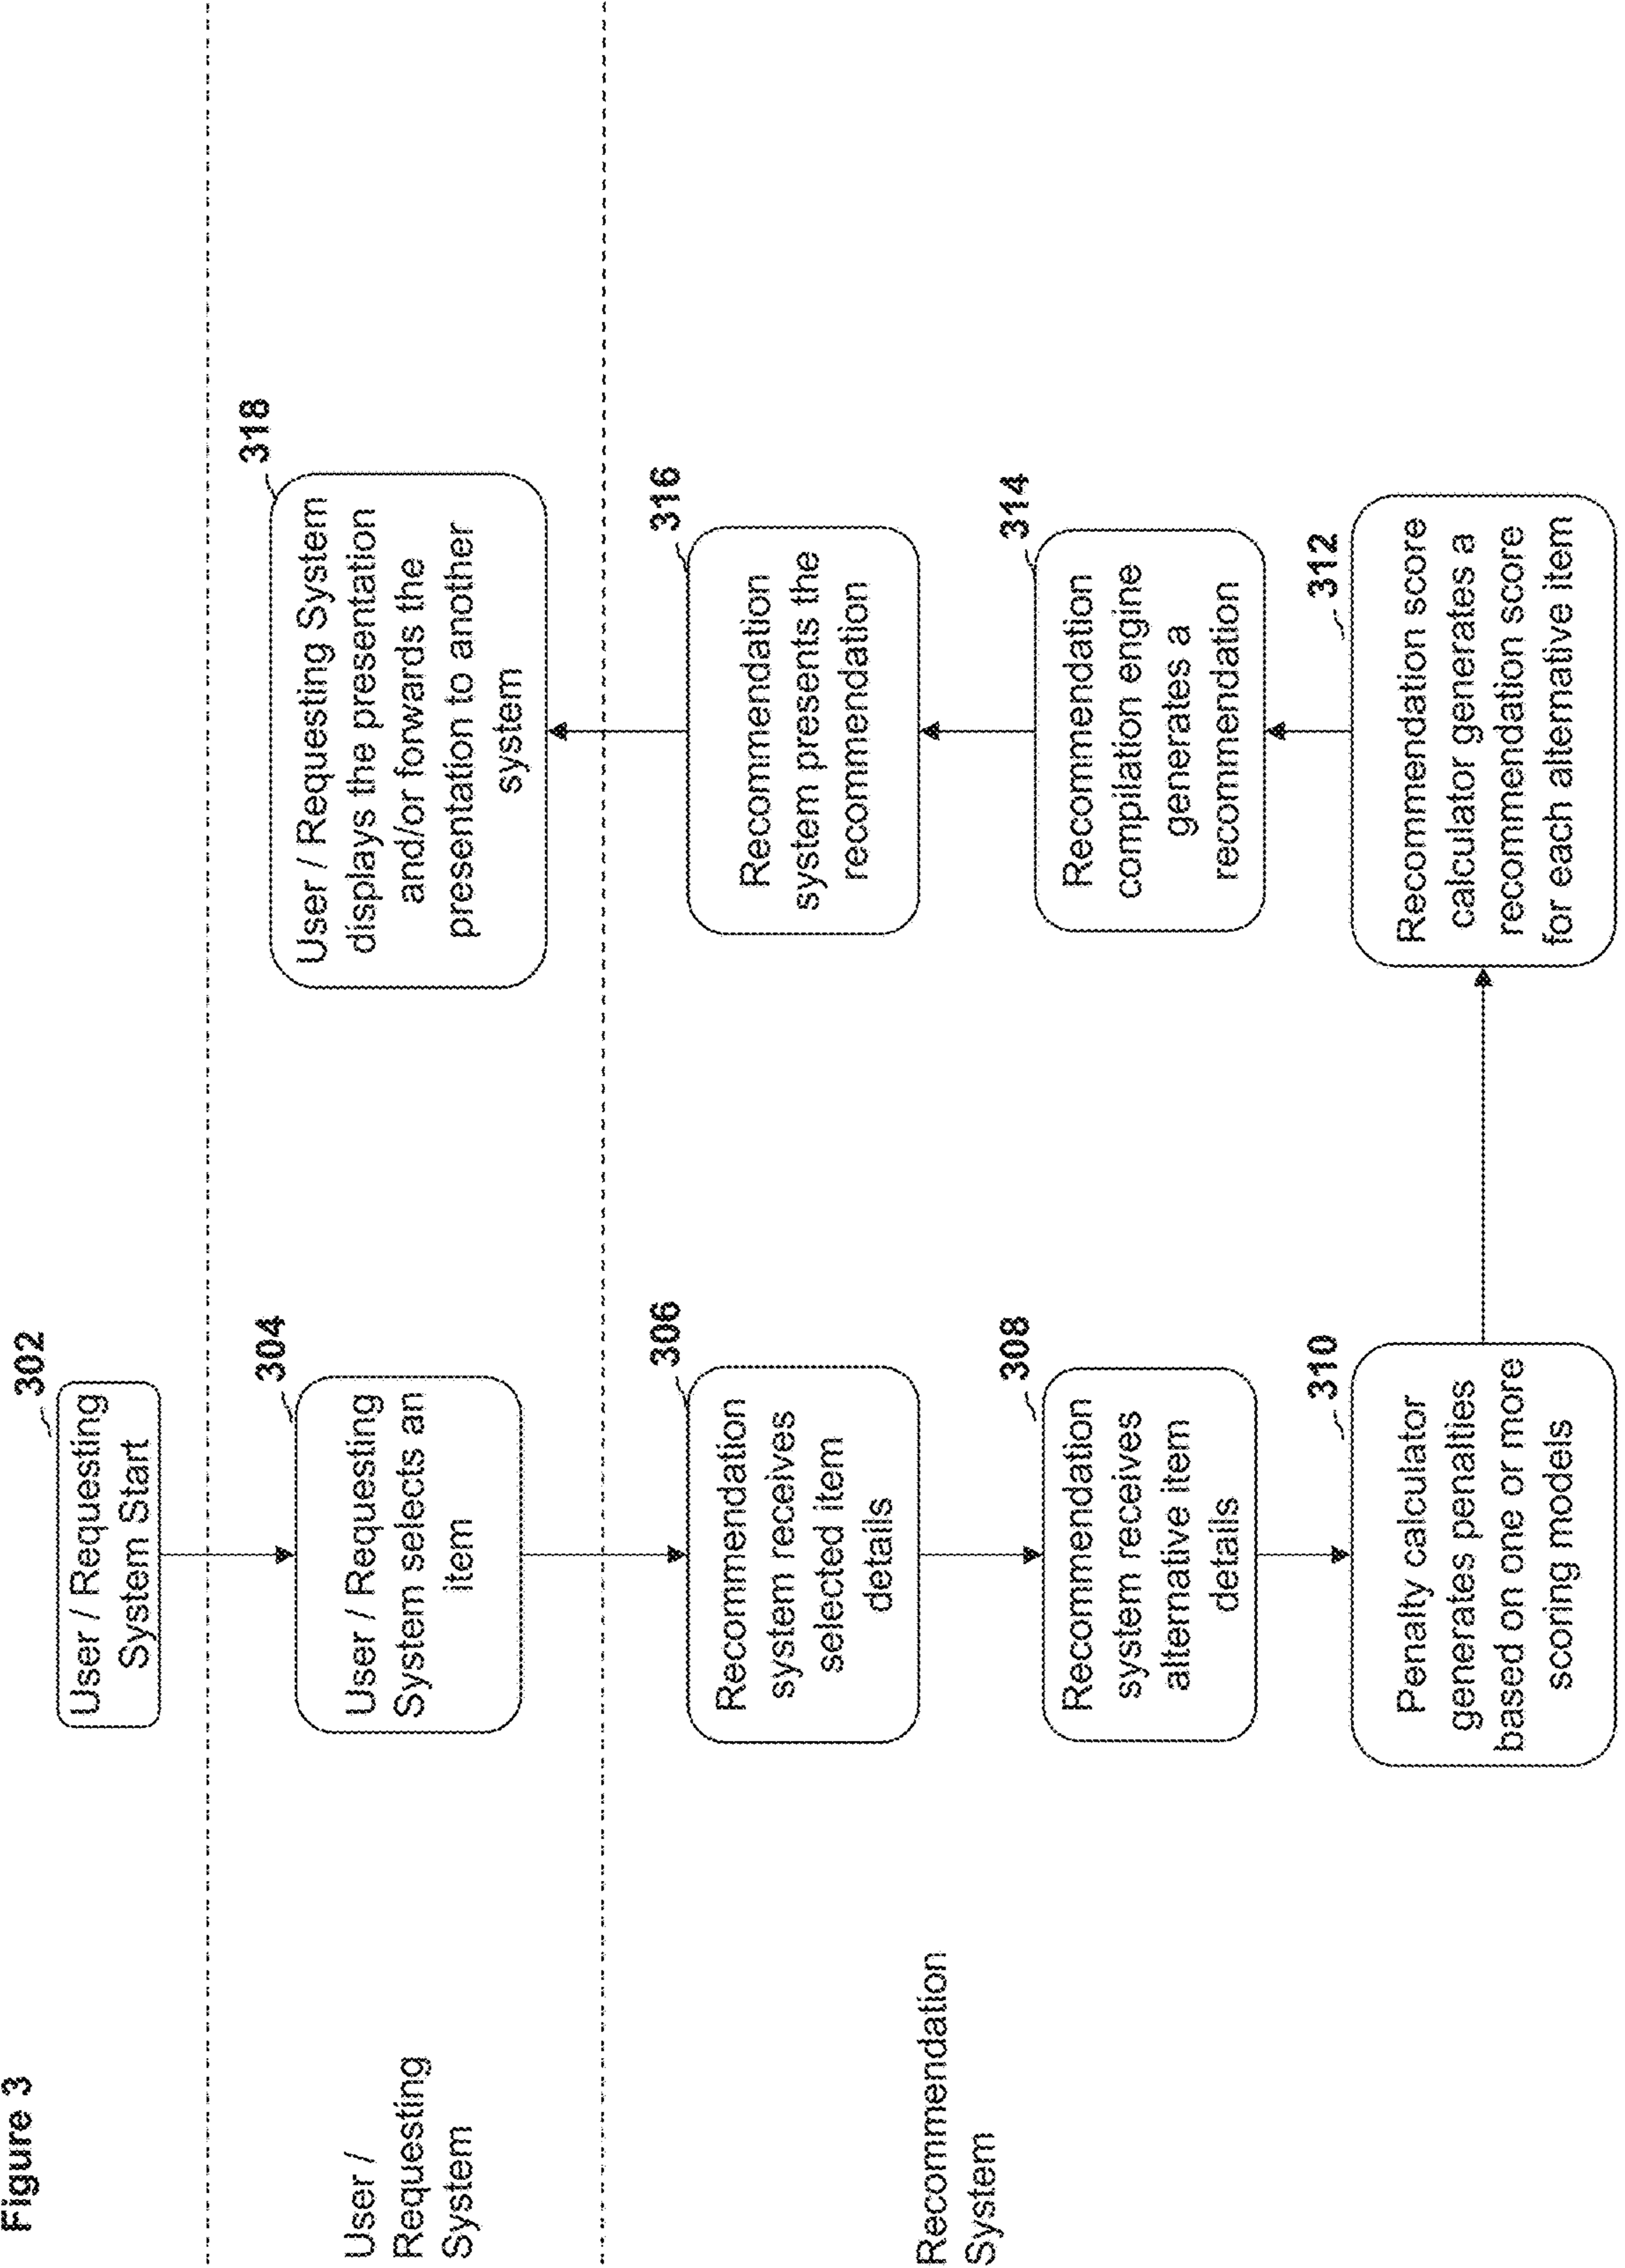 Figure 3
302
User / Requesting
System Start
User /
Requesting
System
304
User / Requesting
System selects an
item
318
User / Requesting System
displays the presentation
and/or forwards the
presentation to another
system
Recommendation
System
306
Recommendation
system receives
selected item
details
308
Recommendation
system receives
alternative item
details
310
Penalty calculator
generates penalties
based on one or more
scoring models
312
Recommendation score
calculator generates a
recommendation score
for each alternative item
314
Recommendation
compilation engine
generates a
recommendation
316
Recommendation
system presents the
recommendation